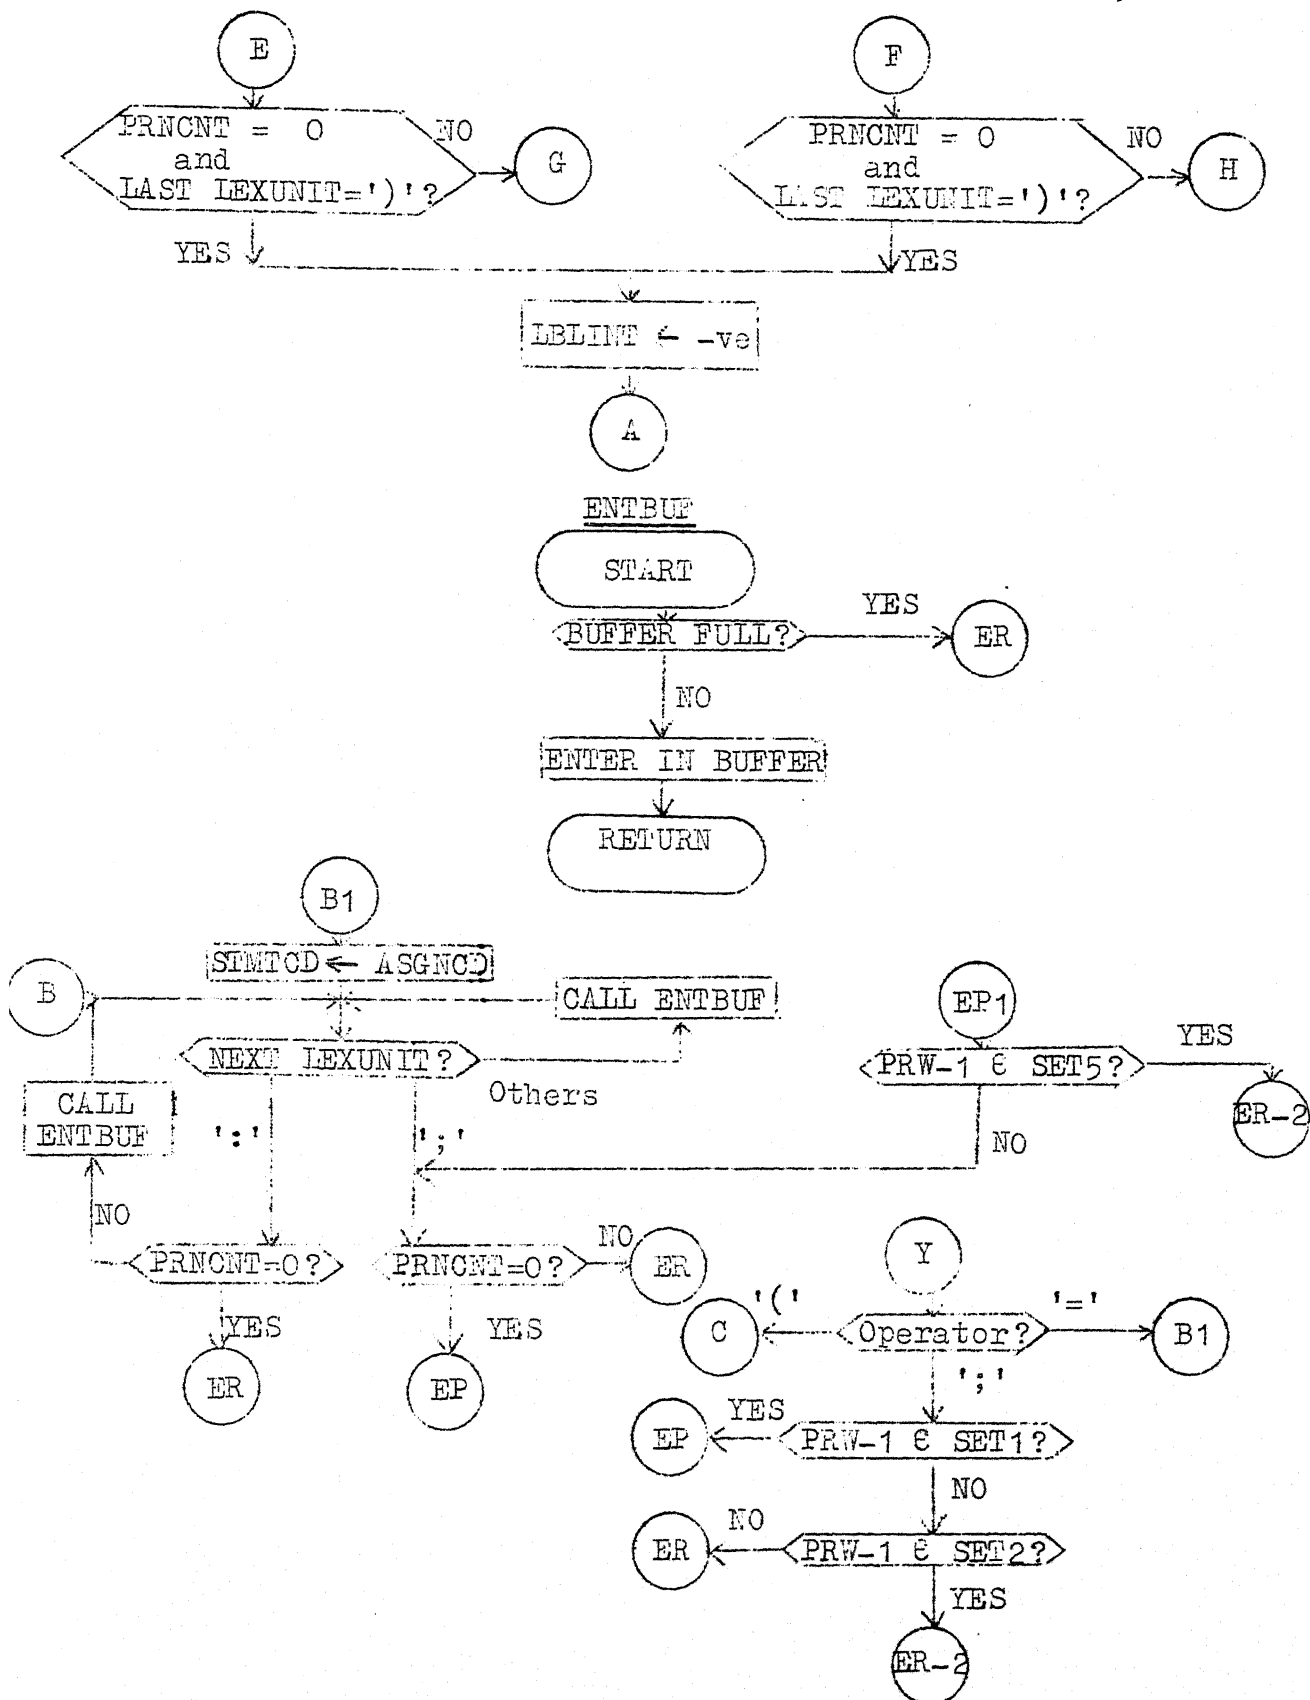 E
F
PRNCNT = 0
and
LAST LEXUNIT=')'?
NO
G
PRNCNT = 0
and
LAST LEXUNIT=')'?
NO
H
YES
YES
LBLINT ← -ve
A
ENTBUF
START
BUFFER FULL?
YES
ER
NO
ENTER IN BUFFER
RETURN
B1
STMTCD ← ASGNCD
B
CALL ENTBUF
NEXT LEXUNIT?
Others
CALL
ENTBUF
':'
';'
EP1
PRW-1 ∈ SET5?
YES
ER-2
NO
NO
PRNCNT=0?
PRNCNT=0?
NO
ER
YES
YES
ER
EP
Y
'('
C
Operator?
'='
B1
';'
YES
EP
PRW-1 ∈ SET1?
NO
NO
ER
PRW-1 ∈ SET2?
YES
ER-2